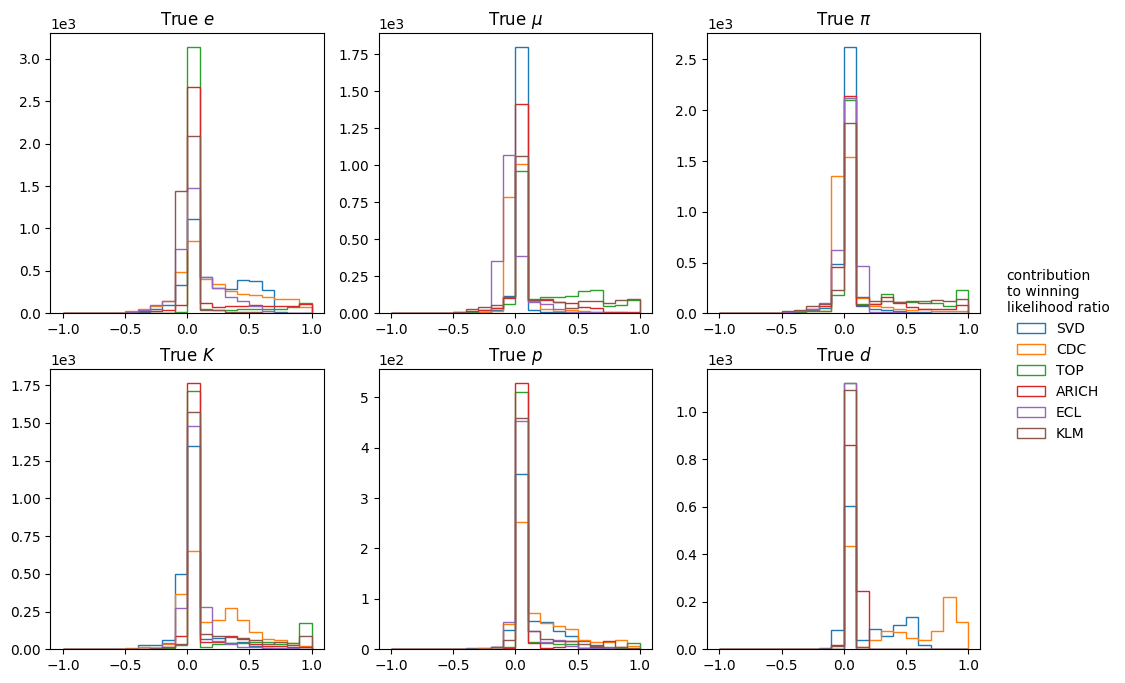 True e
1e3
3.0
2.5
2.0
1.5
1.0
0.5
0.0
−1.0 −0.5 0.0 0.5 1.0
True μ
1e3
1.75
1.50
1.25
1.00
0.75
0.50
0.25
0.00
−1.0 −0.5 0.0 0.5 1.0
True π
1e3
2.5
2.0
1.5
1.0
0.5
0.0
−1.0 −0.5 0.0 0.5 1.0
True K
1e3
1.75
1.50
1.25
1.00
0.75
0.50
0.25
0.00
−1.0 −0.5 0.0 0.5 1.0
True p
1e2
5
4
3
2
1
0
−1.0 −0.5 0.0 0.5 1.0
True d
1e3
1.0
0.8
0.6
0.4
0.2
0.0
−1.0 −0.5 0.0 0.5 1.0
contribution
to winning
likelihood ratio
SVD
CDC
TOP
ARICH
ECL
KLM